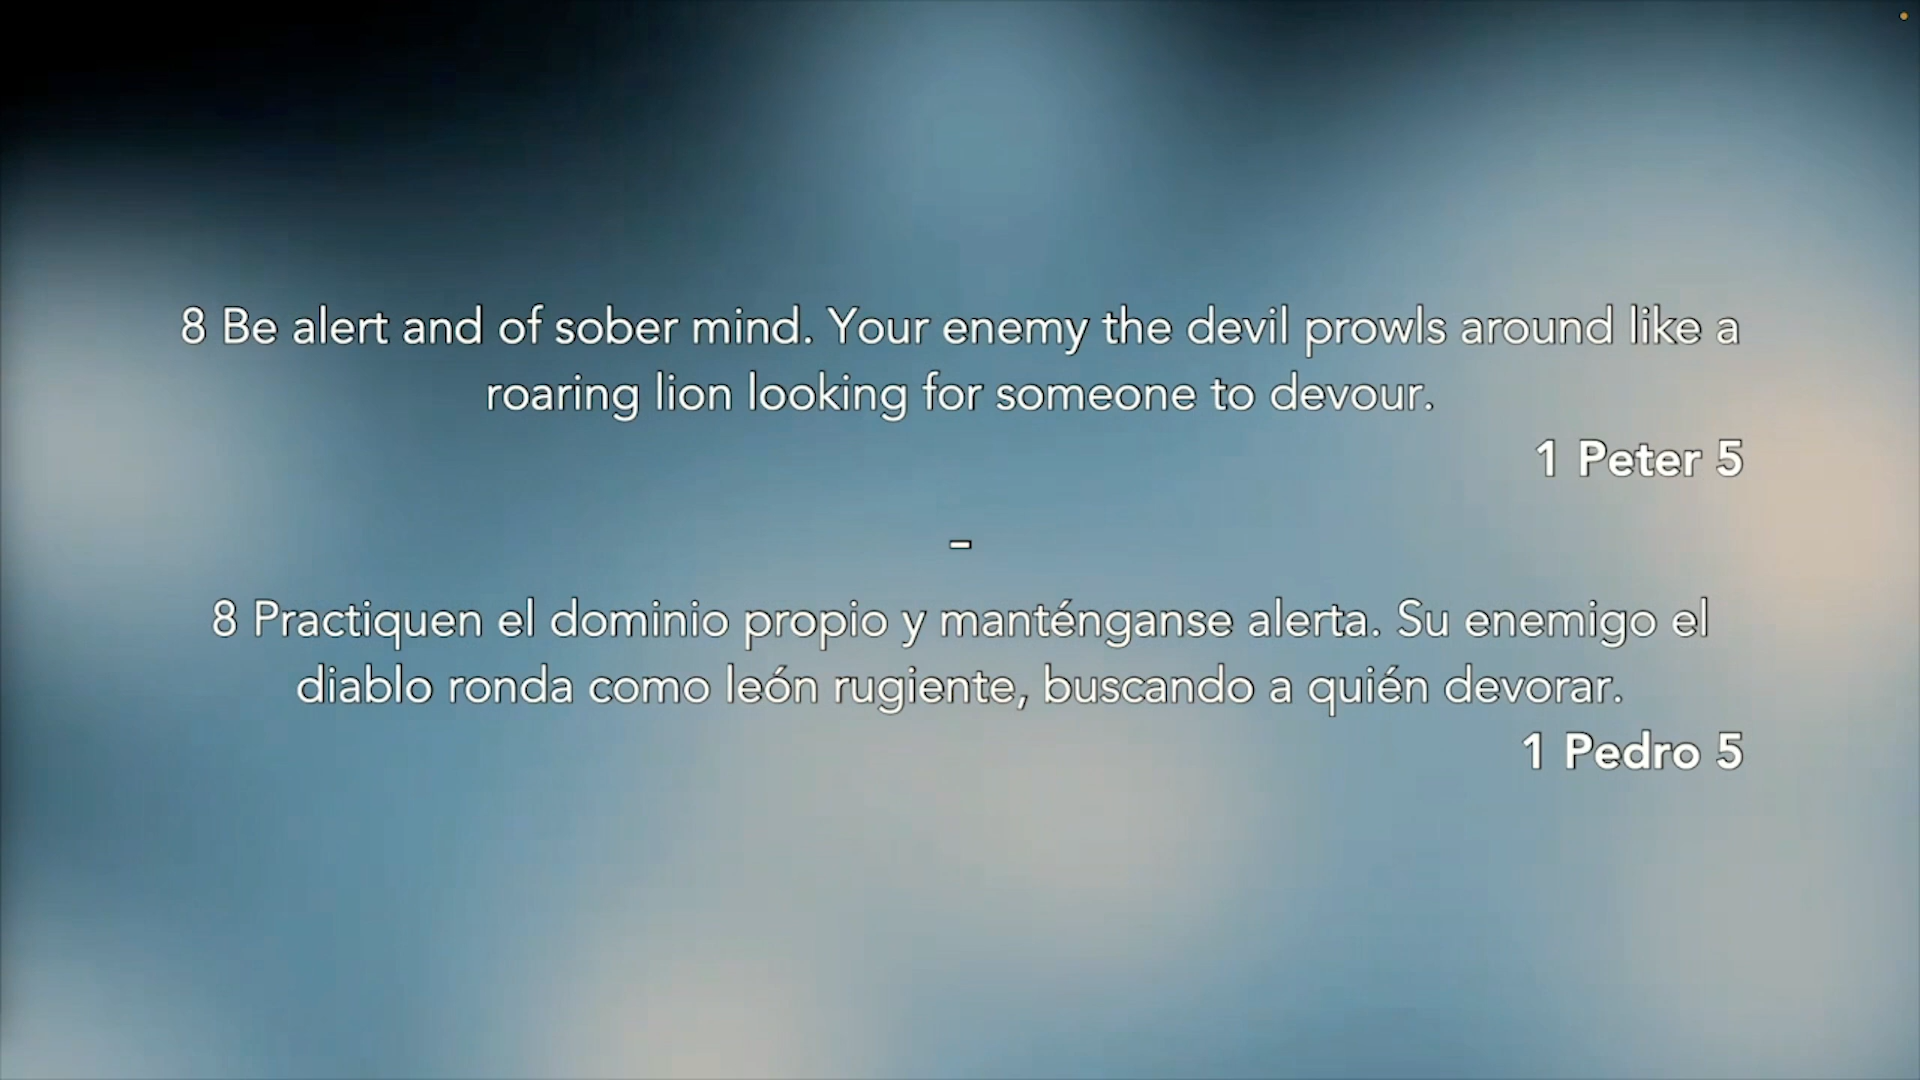 8 Be alert and of sober mind. Your enemy the devil prowls around like a
roaring lion looking for someone to devour.
1 Peter 5
–
8 Practiquen el dominio propio y manténganse alerta. Su enemigo el
diablo ronda como león rugiente, buscando a quién devorar.
1 Pedro 5